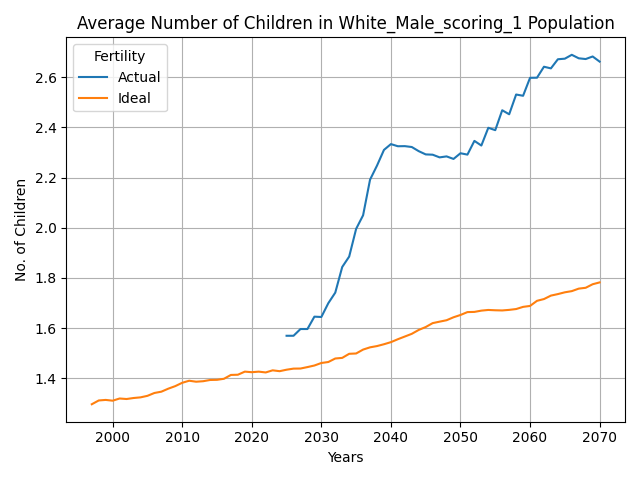 Average Number of Children in White_Male_scoring_1 Population
Fertility
Actual
Ideal
No. of Children
2.6
2.4
2.2
2.0
1.8
1.6
1.4
2000 2010 2020 2030 2040 2050 2060 2070
Years